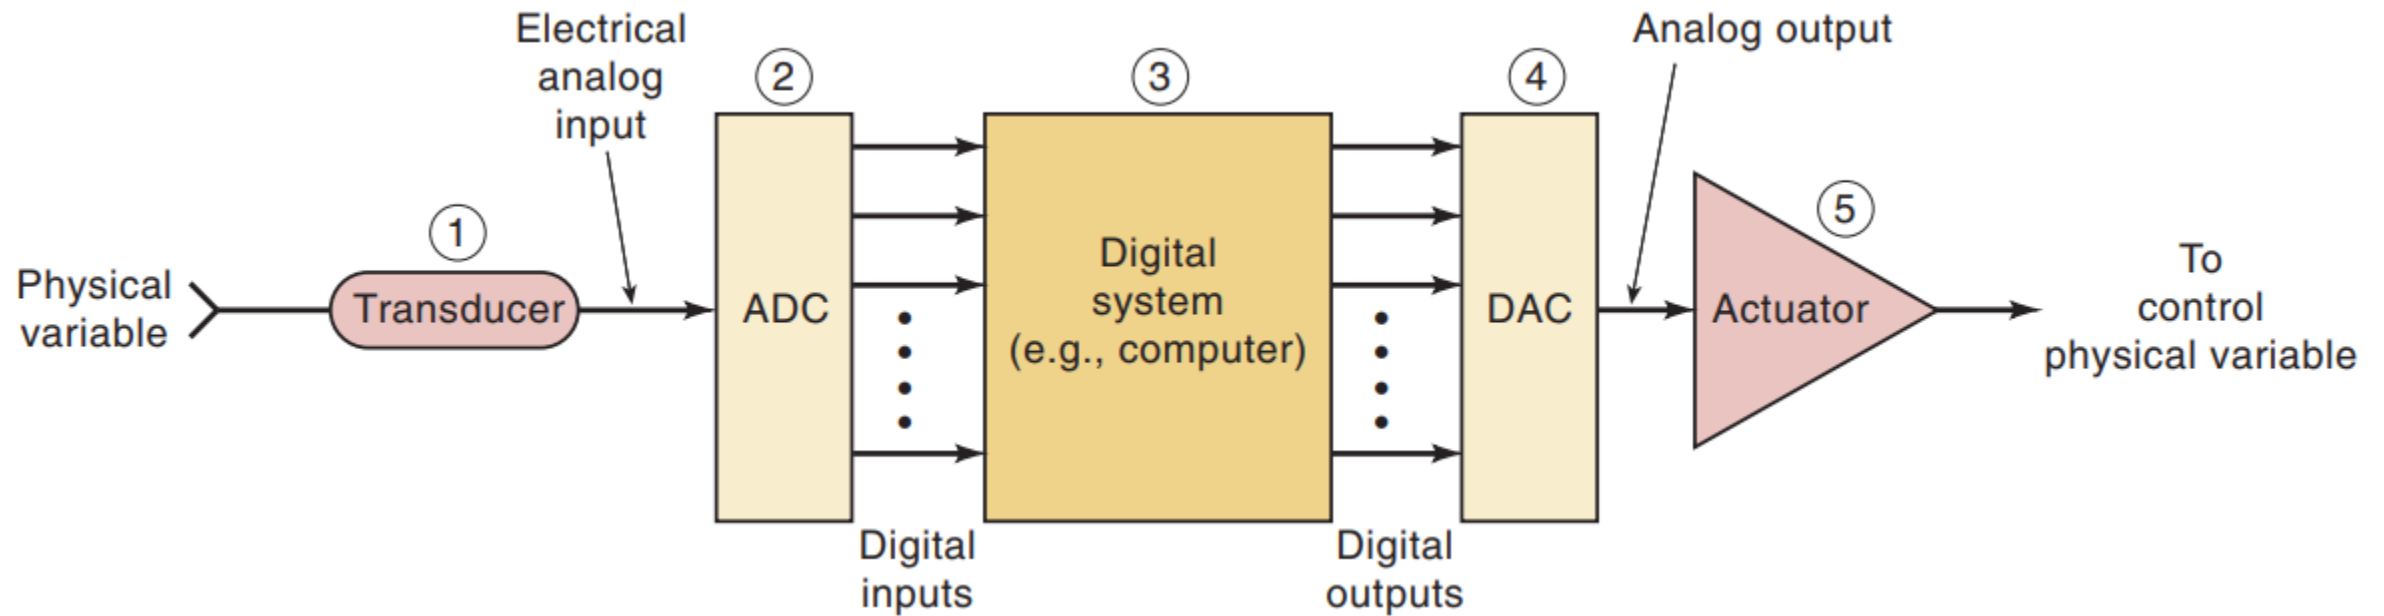 Electrical
analog
input
Analog output
2
3
4
1
5
Physical
variable
Transducer
ADC
Digital
system
(e.g., computer)
DAC
Actuator
To
control
physical variable
Digital
inputs
Digital
outputs